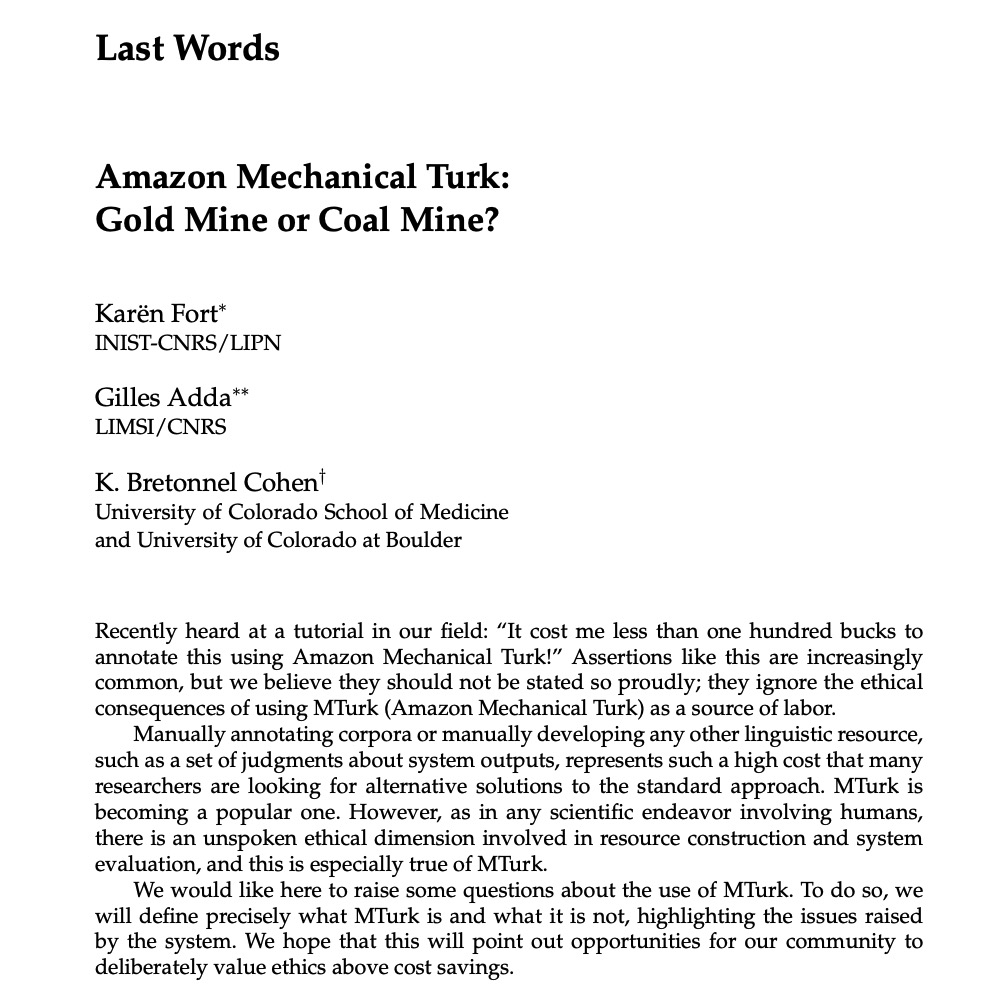 Last Words
Amazon Mechanical Turk:
Gold Mine or Coal Mine?
Karën Fort*
INIST-CNRS/LIPN
Gilles Adda**
LIMSI/CNRS
K. Bretonnel Cohen†
University of Colorado School of Medicine
and University of Colorado at Boulder
Recently heard at a tutorial in our field: “It cost me less than one hundred bucks to
annotate this using Amazon Mechanical Turk!” Assertions like this are increasingly
common, but we believe they should not be stated so proudly; they ignore the ethical
consequences of using MTurk (Amazon Mechanical Turk) as a source of labor.
Manually annotating corpora or manually developing any other linguistic resource,
such as a set of judgments about system outputs, represents such a high cost that many
researchers are looking for alternative solutions to the standard approach. MTurk is
becoming a popular one. However, as in any scientific endeavor involving humans,
there is an unspoken ethical dimension involved in resource construction and system
evaluation, and this is especially true of MTurk.
We would like here to raise some questions about the use of MTurk. To do so, we
will define precisely what MTurk is and what it is not, highlighting the issues raised
by the system. We hope that this will point out opportunities for our community to
deliberately value ethics above cost savings.